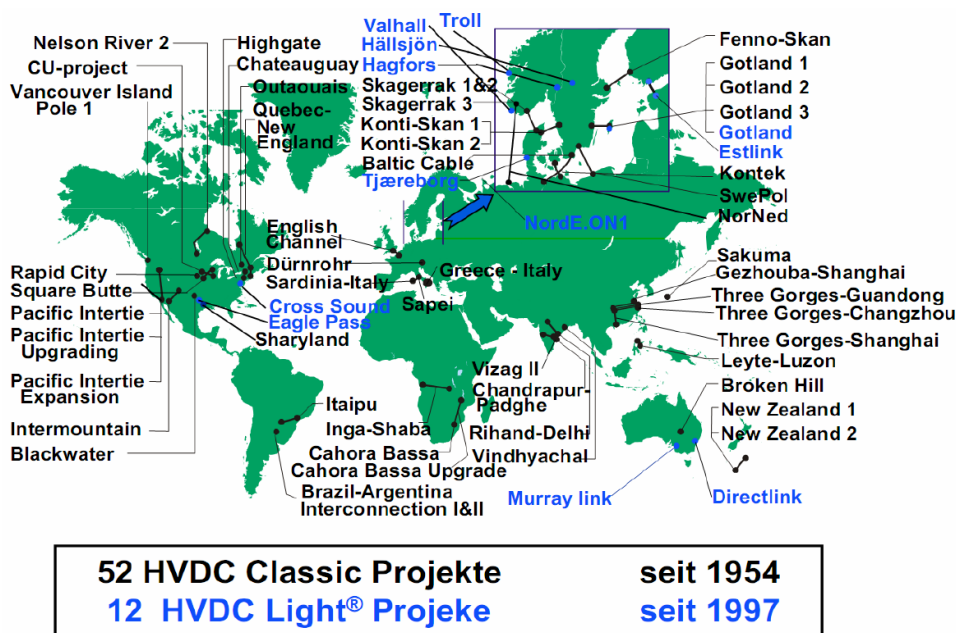 Valhall
Troll
Hällsjön
Hagfors
Skagerrak 1&2
Skagerrak 3
Konti-Skan 1
Konti-Skan 2
Baltic Cable
Tjæreborg
Nelson River 2
CU-project
Vancouver Island
Pole 1
Highgate
Chateauguay
Outaouais
Quebec-
New
England
Fenno-Skan
Gotland 1
Gotland 2
Gotland 3
Gotland
Estlink
Kontek
SwePol
NorNed
NordE.ON1
English
Channel
Dürnrohr
Sardinia-Italy
Greece - Italy
Sapei
Rapid City
Square Butte
Pacific Intertie
Pacific Intertie
Upgrading
Pacific Intertie
Expansion
Intermountain
Blackwater
Cross Sound
Eagle Pass
Sharyland
Sakuma
Gezhouba-Shanghai
Three Gorges-Guandong
Three Gorges-Changzhou
Three Gorges-Shanghai
Leyte-Luzon
Broken Hill
New Zealand 1
New Zealand 2
Vizag II
Chandrapur-
Padghe
Rihand-Delhi
Vindhyachal
Itaipu
Inga-Shaba
Cahora Bassa
Cahora Bassa Upgrade
Brazil-Argentina
Interconnection I&II
Murray link
Directlink
52 HVDC Classic Projekte seit 1954
12 HVDC Light® Projeke seit 1997